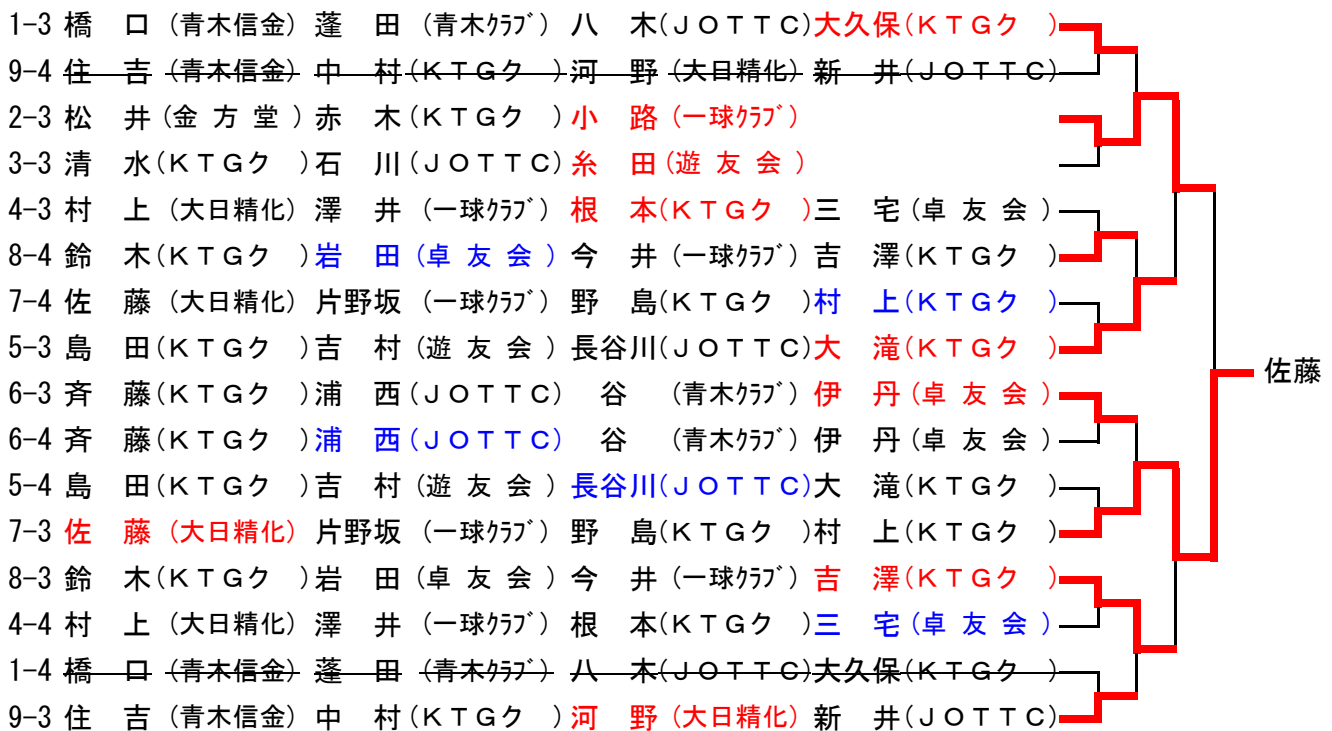 1-3 橋　口 (青木信金) 蓬　田 (青木ｸﾗﾌﾞ) 八　木(ＪＯＴＴＣ)大久保(ＫＴＧク　)
9-4 住　吉 (青木信金) 中　村(ＫＴＧク　)河　野 (大日精化) 新　井(ＪＯＴＴＣ)
2-3 松　井 (金 方 堂 ) 赤　木(ＫＴＧク　)小　路 (一球ｸﾗﾌﾞ)
3-3 清　水(ＫＴＧク　)石　川(ＪＯＴＴＣ)糸　田 (遊 友 会 )
4-3 村　上 (大日精化) 澤　井 (一球ｸﾗﾌﾞ) 根　本(ＫＴＧク　)三　宅 (卓 友 会 )
8-4 鈴　木(ＫＴＧク　)岩　田 (卓 友 会 ) 今　井 (一球ｸﾗﾌﾞ) 吉　澤(ＫＴＧク　)
7-4 佐　藤 (大日精化) 片野坂 (一球ｸﾗﾌﾞ) 野　島(ＫＴＧク　)村　上(ＫＴＧク　)
5-3 島　田(ＫＴＧク　)吉　村 (遊 友 会 ) 長谷川(ＪＯＴＴＣ)大　滝(ＫＴＧク　)
佐藤
6-3 斉　藤(ＫＴＧク　)浦　西(ＪＯＴＴＣ)　谷　 (青木ｸﾗﾌﾞ) 伊　丹 (卓 友 会 )
6-4 斉　藤(ＫＴＧク　)浦　西(ＪＯＴＴＣ)　谷　 (青木ｸﾗﾌﾞ) 伊　丹 (卓 友 会 )
5-4 島　田(ＫＴＧク　)吉　村 (遊 友 会 ) 長谷川(ＪＯＴＴＣ)大　滝(ＫＴＧク　)
7-3 佐　藤 (大日精化) 片野坂 (一球ｸﾗﾌﾞ) 野　島(ＫＴＧク　)村　上(ＫＴＧク　)
8-3 鈴　木(ＫＴＧク　)岩　田 (卓 友 会 ) 今　井 (一球ｸﾗﾌﾞ) 吉　澤(ＫＴＧク　)
4-4 村　上 (大日精化) 澤　井 (一球ｸﾗﾌﾞ) 根　本(ＫＴＧク　)三　宅 (卓 友 会 )
1-4 橋　口 (青木信金) 蓬　田 (青木ｸﾗﾌﾞ) 八　木(ＪＯＴＴＣ)大久保(ＫＴＧク　)
9-3 住　吉 (青木信金) 中　村(ＫＴＧク　)河　野 (大日精化) 新　井(ＪＯＴＴＣ)